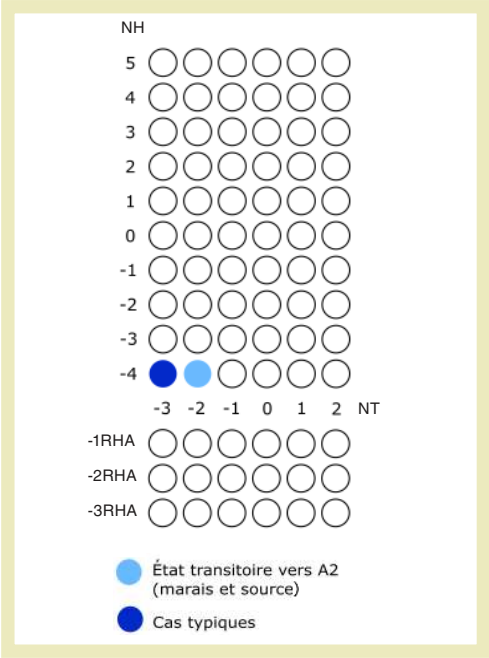 NH
5
4
3
2
1
0
-1
-2
-3
-4
-3 -2 -1 0 1 2 NT
-1RHA
-2RHA
-3RHA
État transitoire vers A2
(marais et source)
Cas typiques